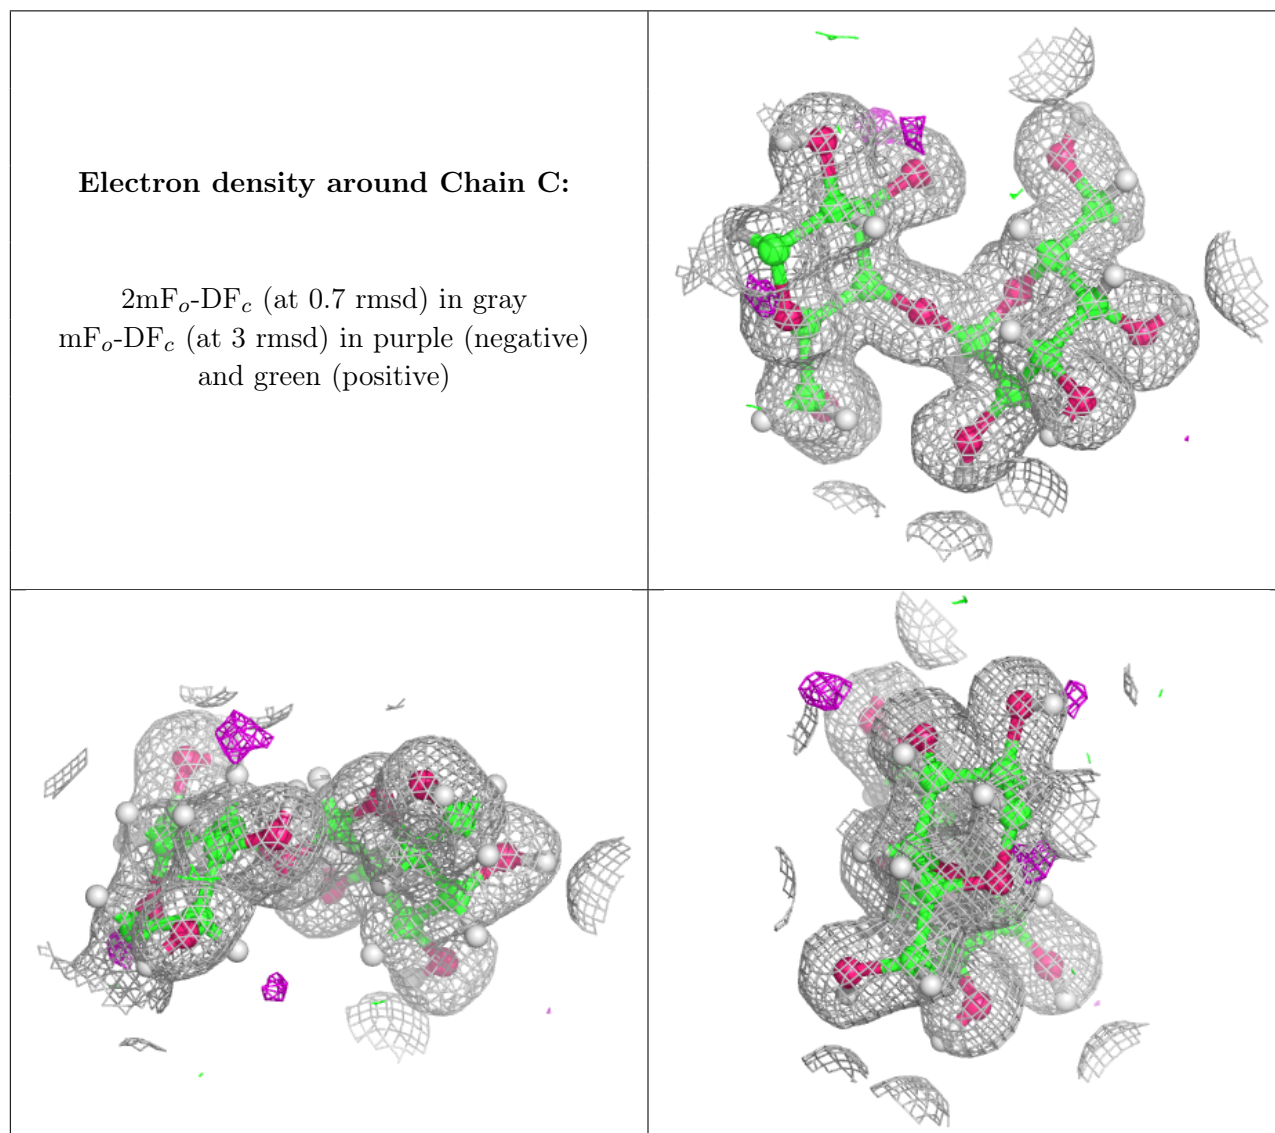 Electron density around Chain C:
2mFo-DFc (at 0.7 rmsd) in gray
mFo-DFc (at 3 rmsd) in purple (negative)
and green (positive)